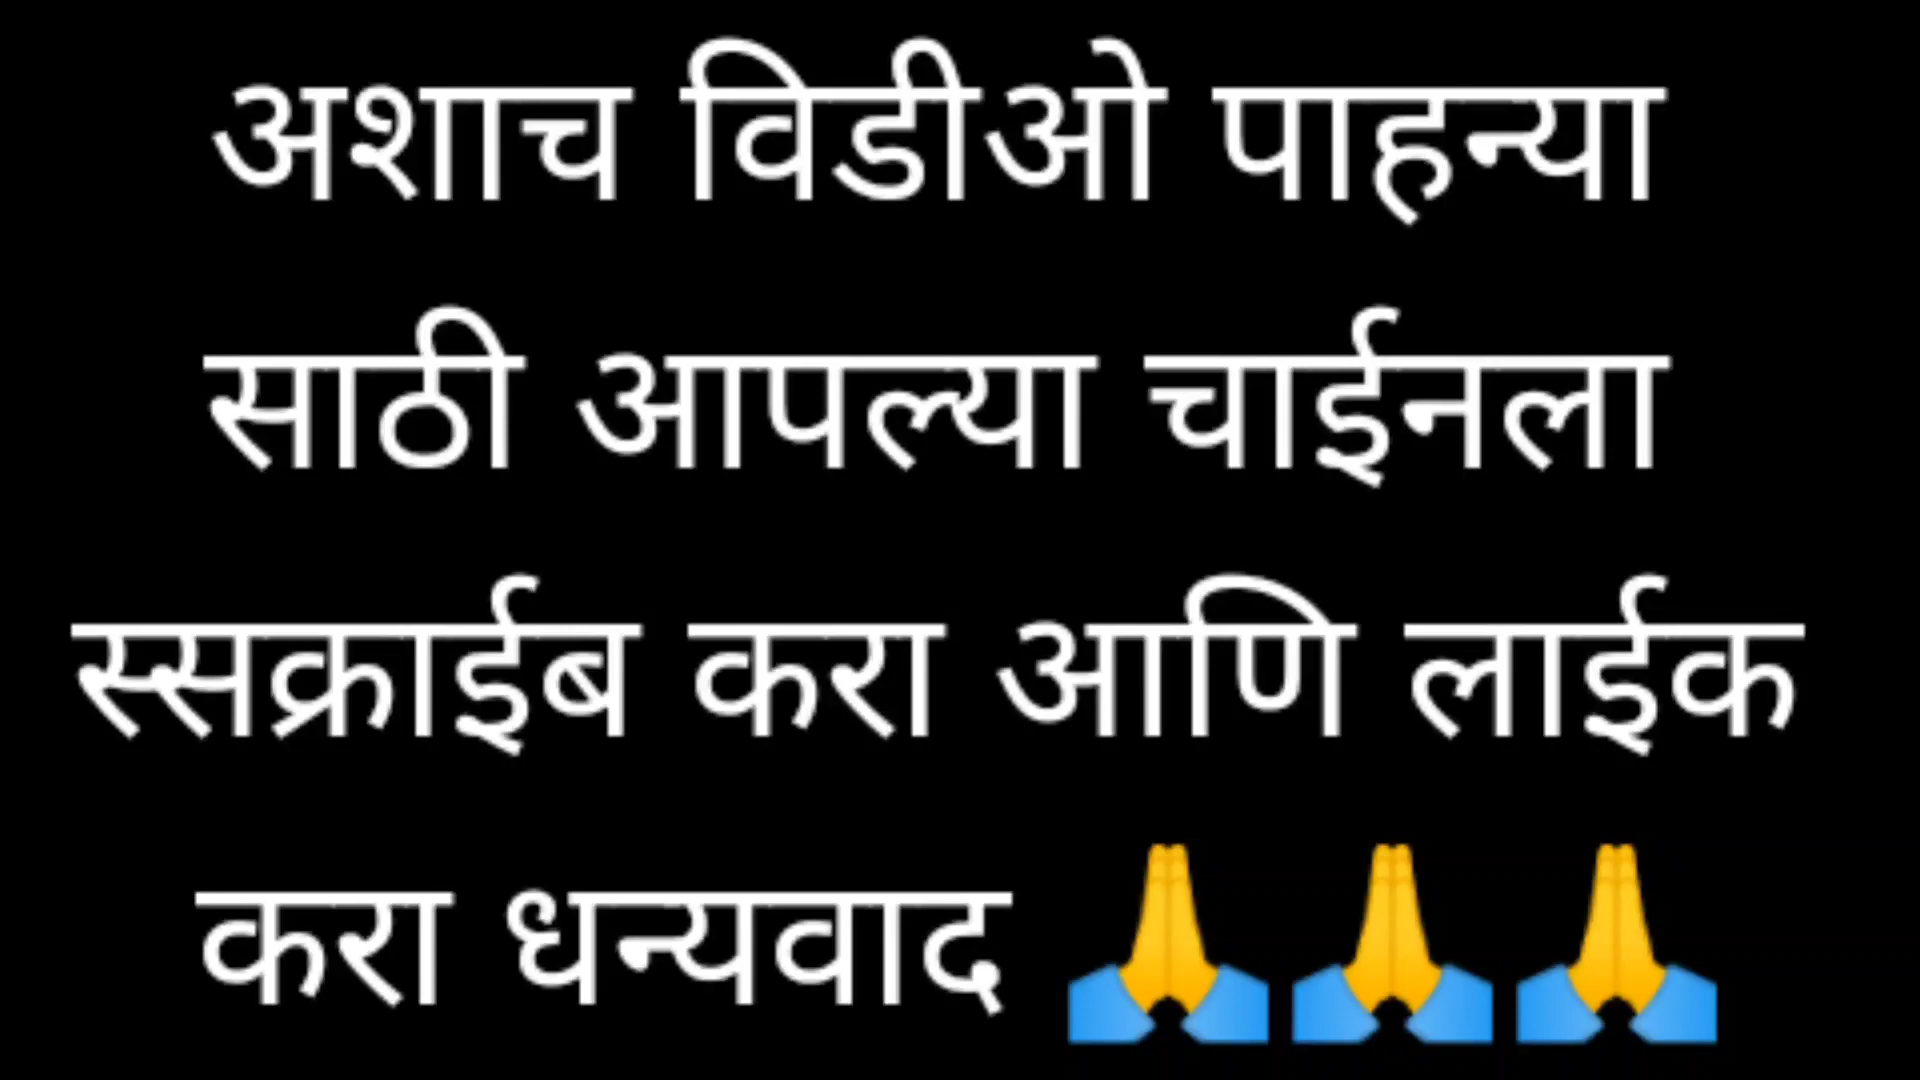 अशाच विडीओ पाहन्या
साठी आपल्या चाईनला
स्सक्राईब करा आणि लाईक
करा धन्यवाद 🙏🙏🙏